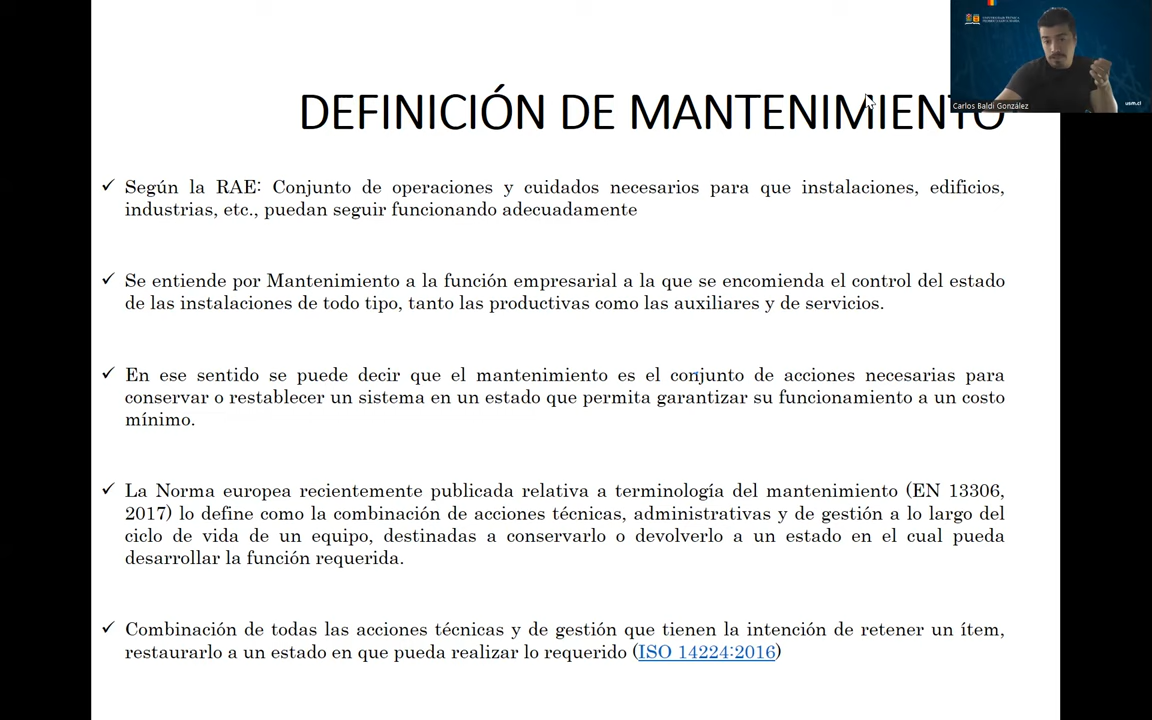 DEFINICIÓN DE MANTENIMIENTO
Carlos Baldi González
usm.cl
Según la RAE: Conjunto de operaciones y cuidados necesarios para que instalaciones, edificios,
industrias, etc., puedan seguir funcionando adecuadamente
Se entiende por Mantenimiento a la función empresarial a la que se encomienda el control del estado
de las instalaciones de todo tipo, tanto las productivas como las auxiliares y de servicios.
En ese sentido se puede decir que el mantenimiento es el conjunto de acciones necesarias para
conservar o restablecer un sistema en un estado que permita garantizar su funcionamiento a un costo
mínimo.
La Norma europea recientemente publicada relativa a terminología del mantenimiento (EN 13306,
2017) lo define como la combinación de acciones técnicas, administrativas y de gestión a lo largo del
ciclo de vida de un equipo, destinadas a conservarlo o devolverlo a un estado en el cual pueda
desarrollar la función requerida.
Combinación de todas las acciones técnicas y de gestión que tienen la intención de retener un ítem,
restaurarlo a un estado en que pueda realizar lo requerido (ISO 14224:2016)